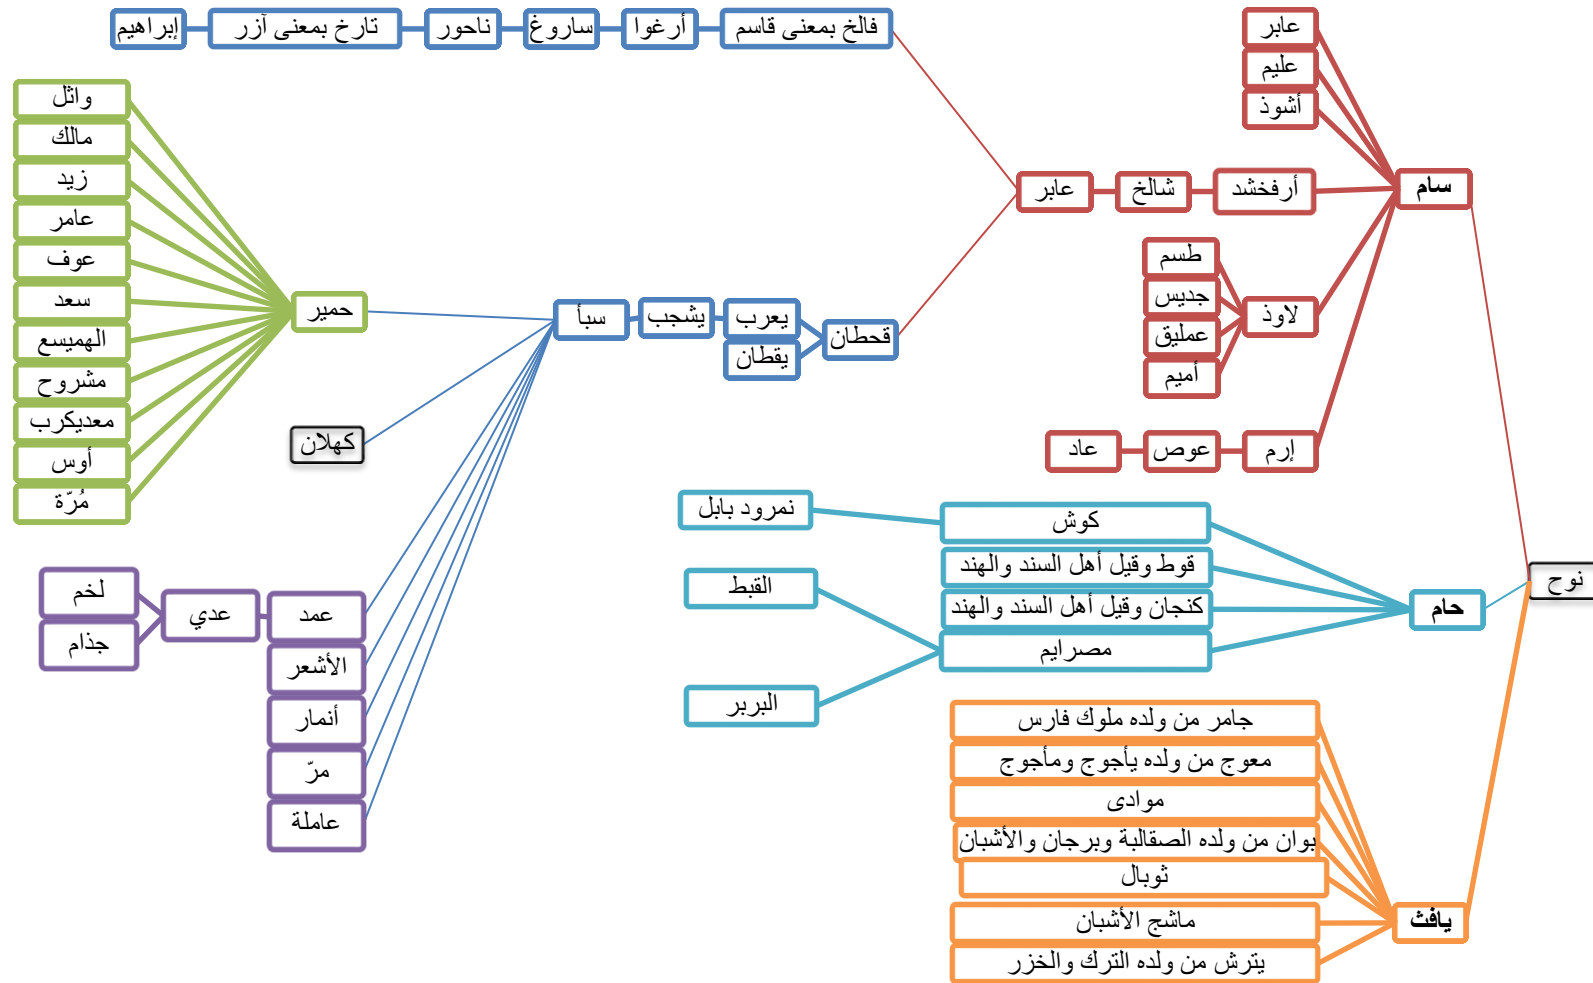 نوح
سام
عابر
عليم
أشوذ
أرفخشد
شالخ
عابر
فالخ بمعنى قاسم
أرغوا
ساروغ
ناحور
تارخ بمعنى آزر
إبراهيم
قحطان
يعرب
يقطان
يشجب
سبأ
حمير
واثل
مالك
زيد
عامر
عوف
سعد
الهميسع
مشروح
معديكرب
أوس
مُرّة
كهلان
عمد
عدي
لخم
جذام
الأشعر
أنمار
مرّ
عاملة
لاوذ
طسم
جديس
عمليق
أميم
إرم
عوص
عاد
حام
كوش
نمرود بابل
قوط وقيل أهل السند والهند
كنجان وقيل أهل السند والهند
مصرايم
القبط
البربر
يافث
جامر من ولده ملوك فارس
معوج من ولده يأجوج ومأجوج
موادى
بوان من ولده الصقالبة وبرجان والأشبان
ثوبال
ماشج الأشبان
يترش من ولده الترك والخزر